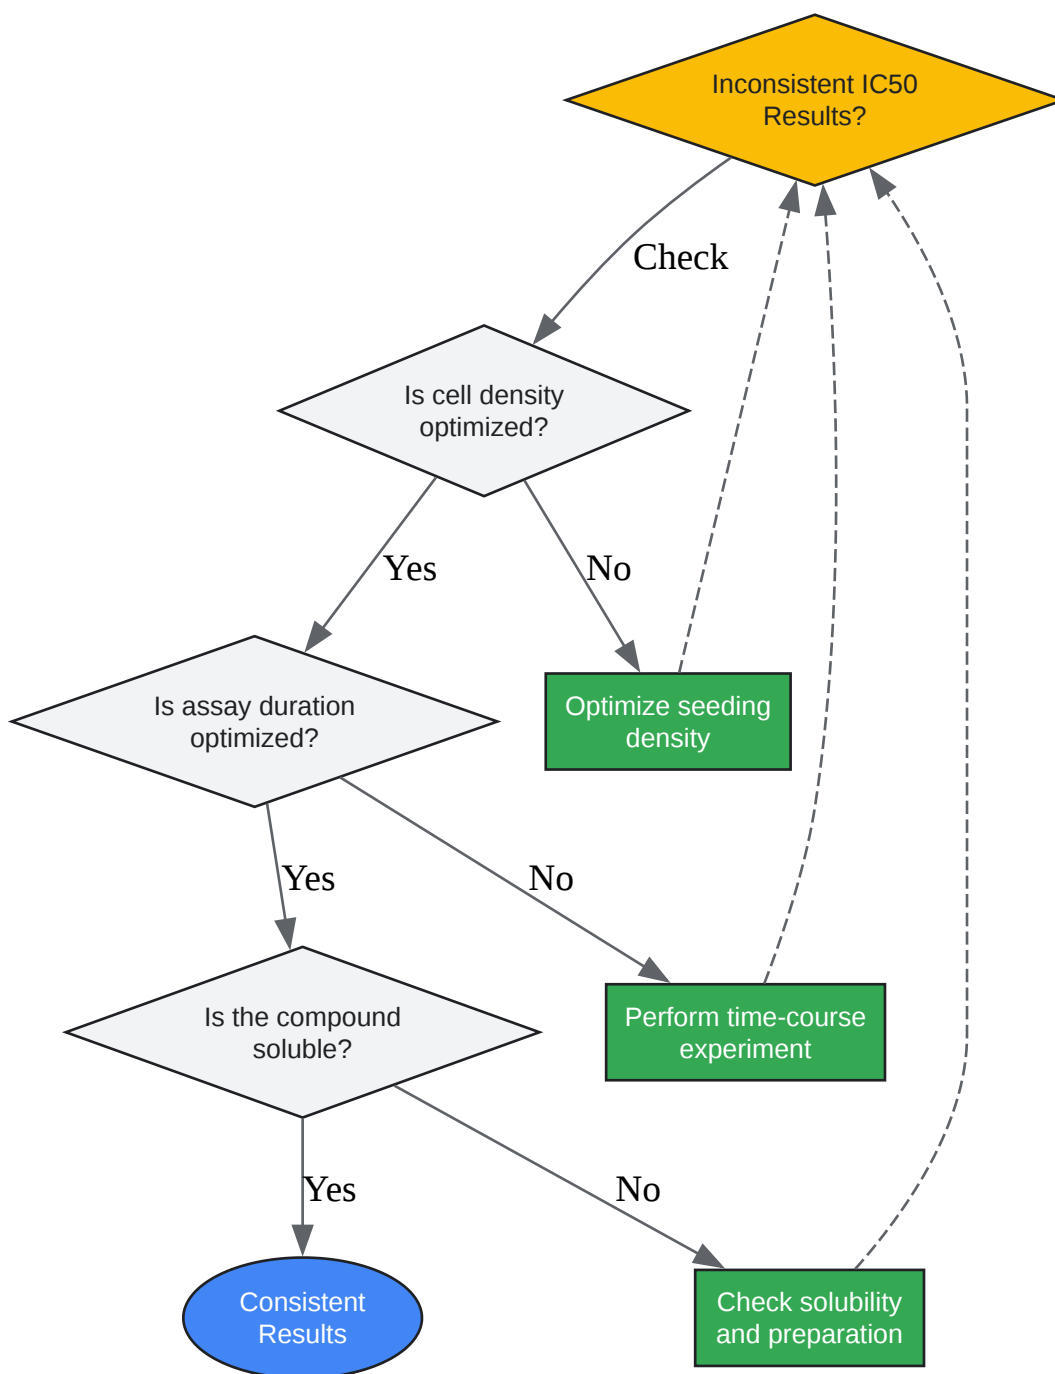 Inconsistent IC50
Results?
Check
Is cell density
optimized?
Yes
No
Is assay duration
optimized?
Optimize seeding
density
Yes
No
Is the compound
soluble?
Perform time-course
experiment
Yes
No
Consistent
Results
Check solubility
and preparation